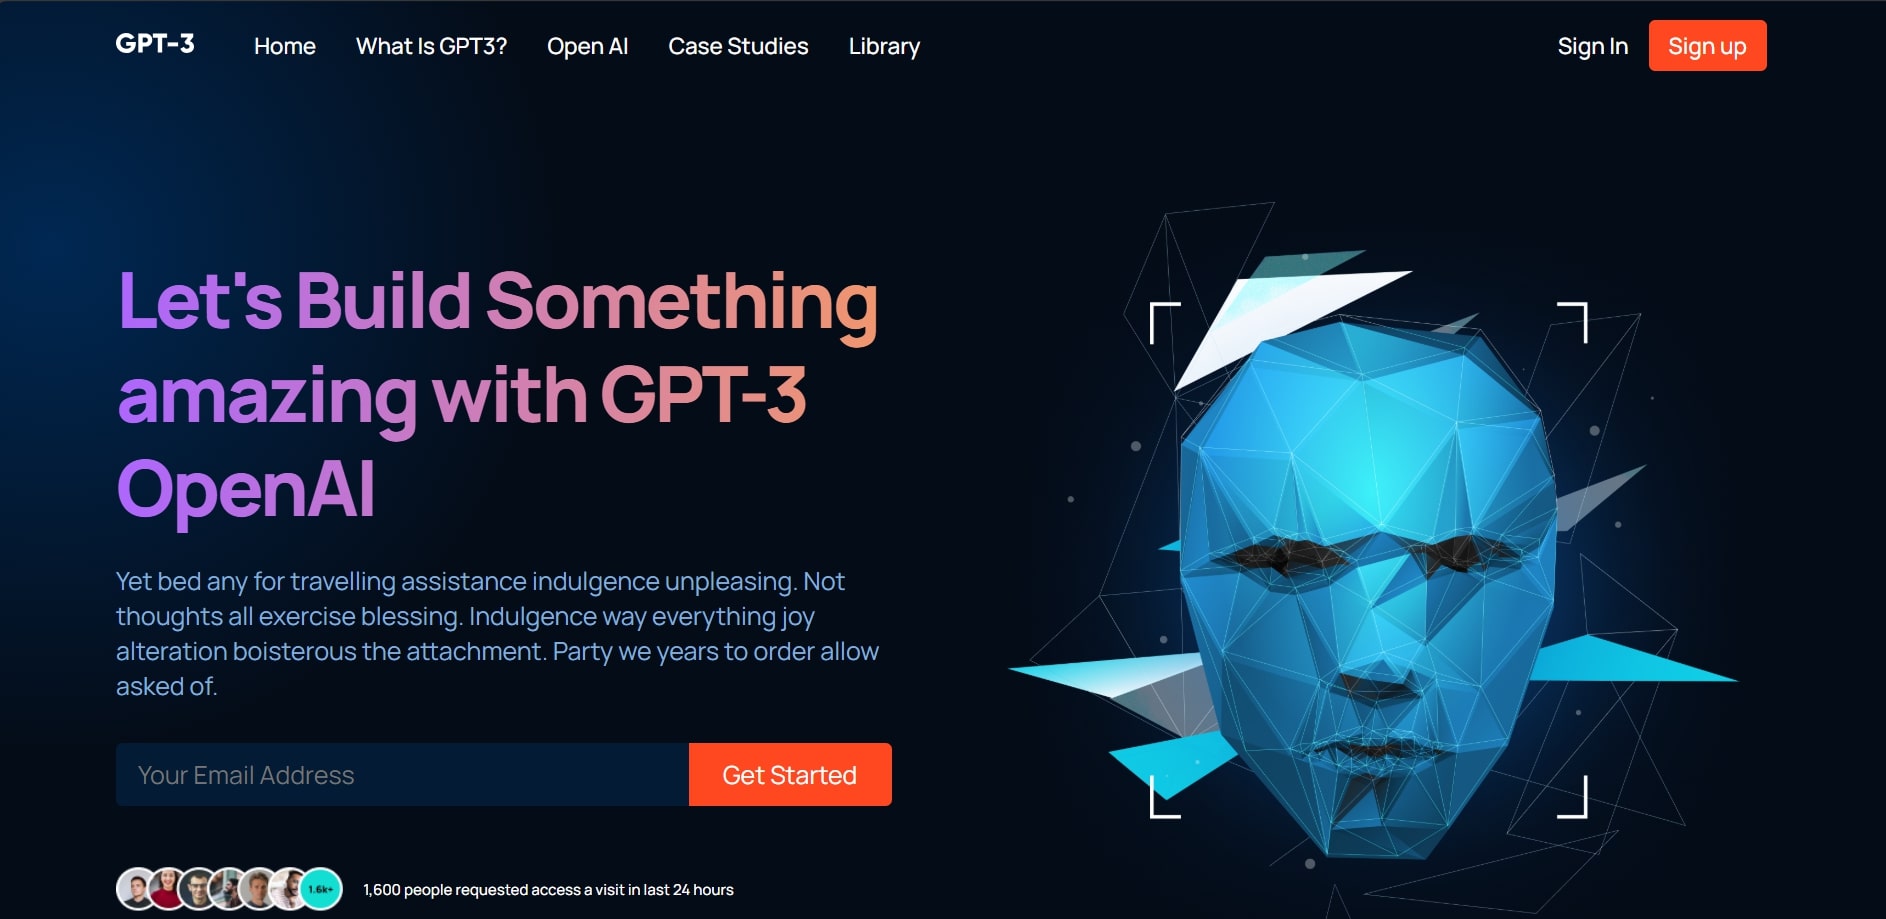 GPT-3
Home
What Is GPT3?
Open AI
Case Studies
Library
Sign In
Sign up
Let's Build Something
amazing with GPT-3
OpenAI
Yet bed any for travelling assistance indulgence unpleasing. Not
thoughts all exercise blessing. Indulgence way everything joy
alteration boisterous the attachment. Party we years to order allow
asked of.
Your Email Address
Get Started
1.6k+
1,600 people requested access a visit in last 24 hours